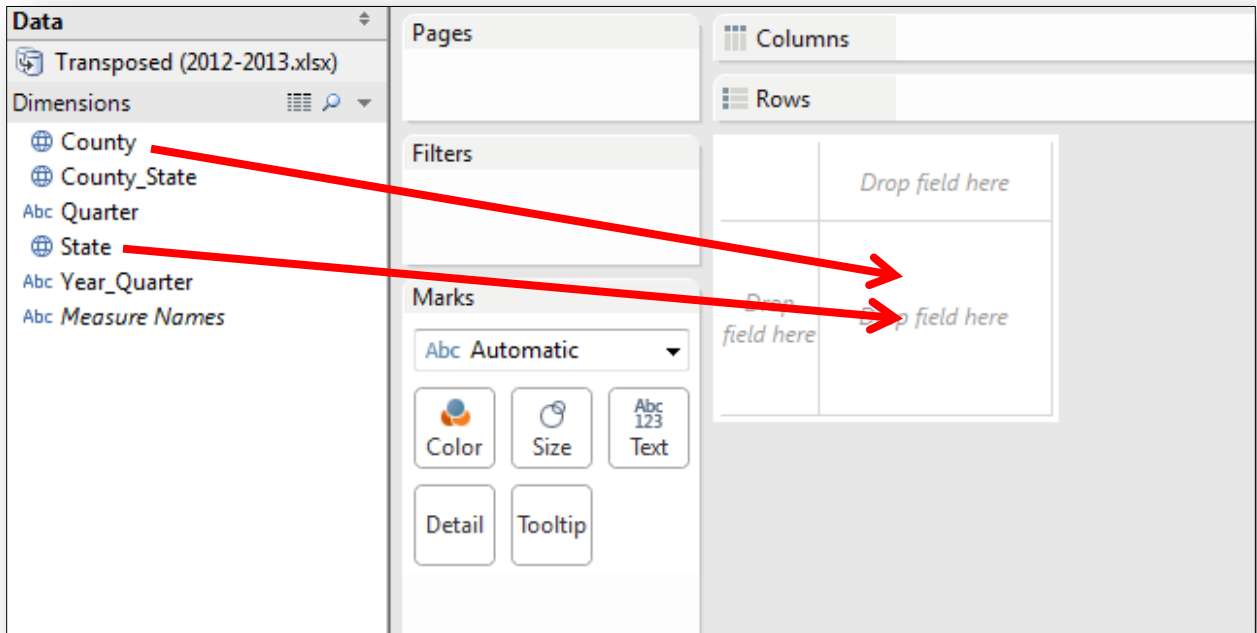 Data
Transposed (2012-2013.xlsx)
Dimensions
County
County_State
Abc Quarter
State
Abc Year_Quarter
Abc Measure Names
Pages
Filters
Marks
Abc Automatic
Color
Size
Abc
123
Text
Detail
Tooltip
Columns
Rows
Drop field here
Drop
field here
Drop field here